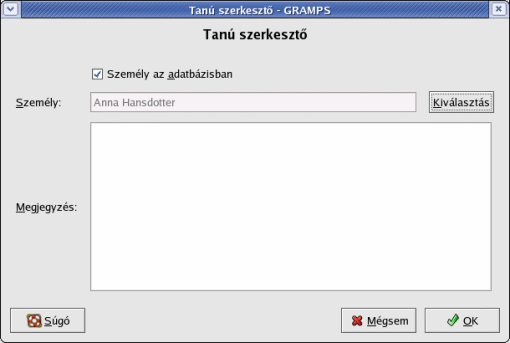 Tanú szerkesztő - GRAMPS
Tanú szerkesztő
Személy az adatbázisban
Személy: Anna Hansdotter Kiválasztás
Megjegyzés:
Súgó Mégsem OK